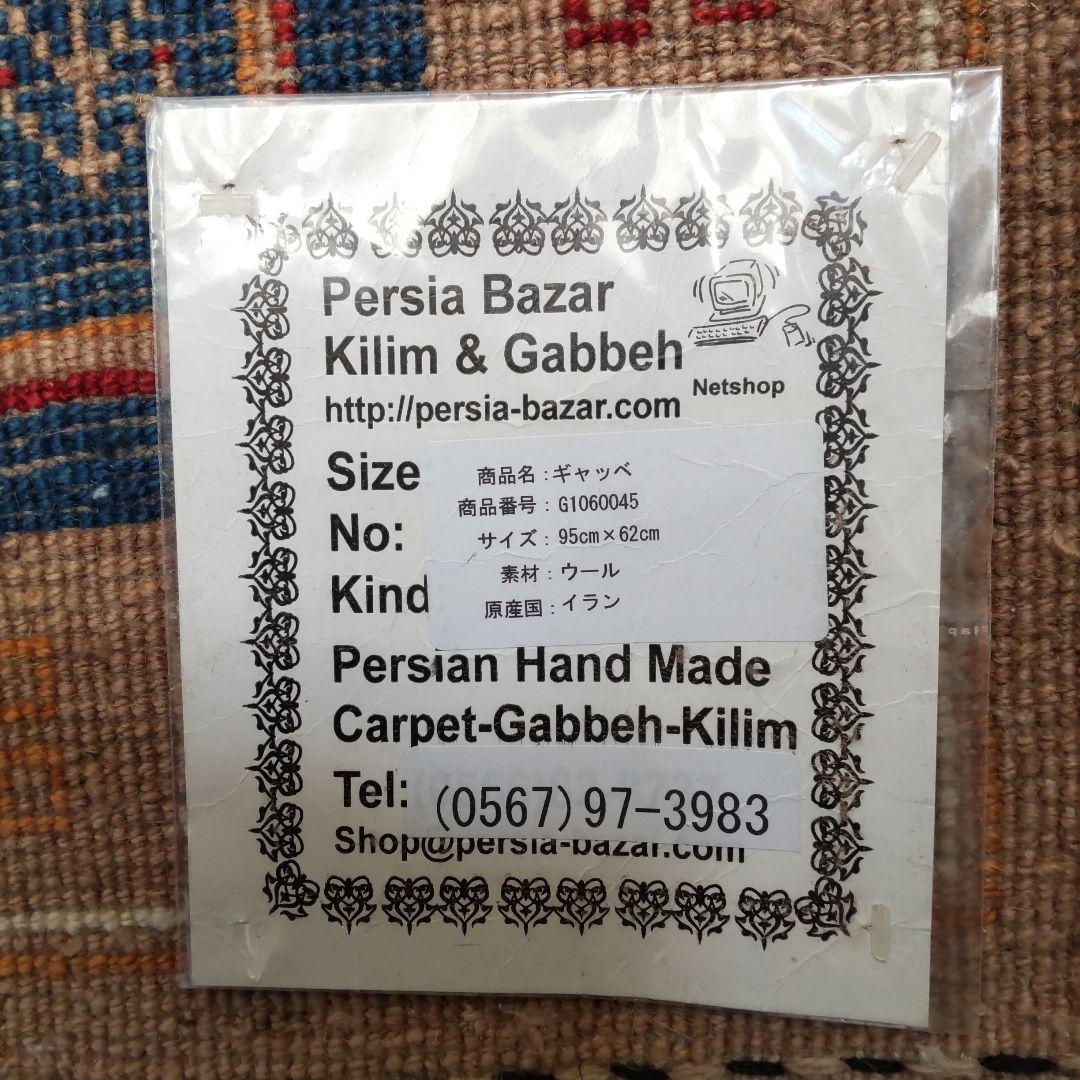 Persia Bazar
Kilim & Gabbeh
http://persia-bazar.com
Netshop
Size
商品名：ギャッベ
商品番号：G1060045
No:
サイズ：95cm×62cm
素材：ウール
Kind
原産国：イラン
Persian Hand Made
Carpet-Gabbeh-Kilim
Tel:
(0567)97-3983
Shop@persia-bazar.com